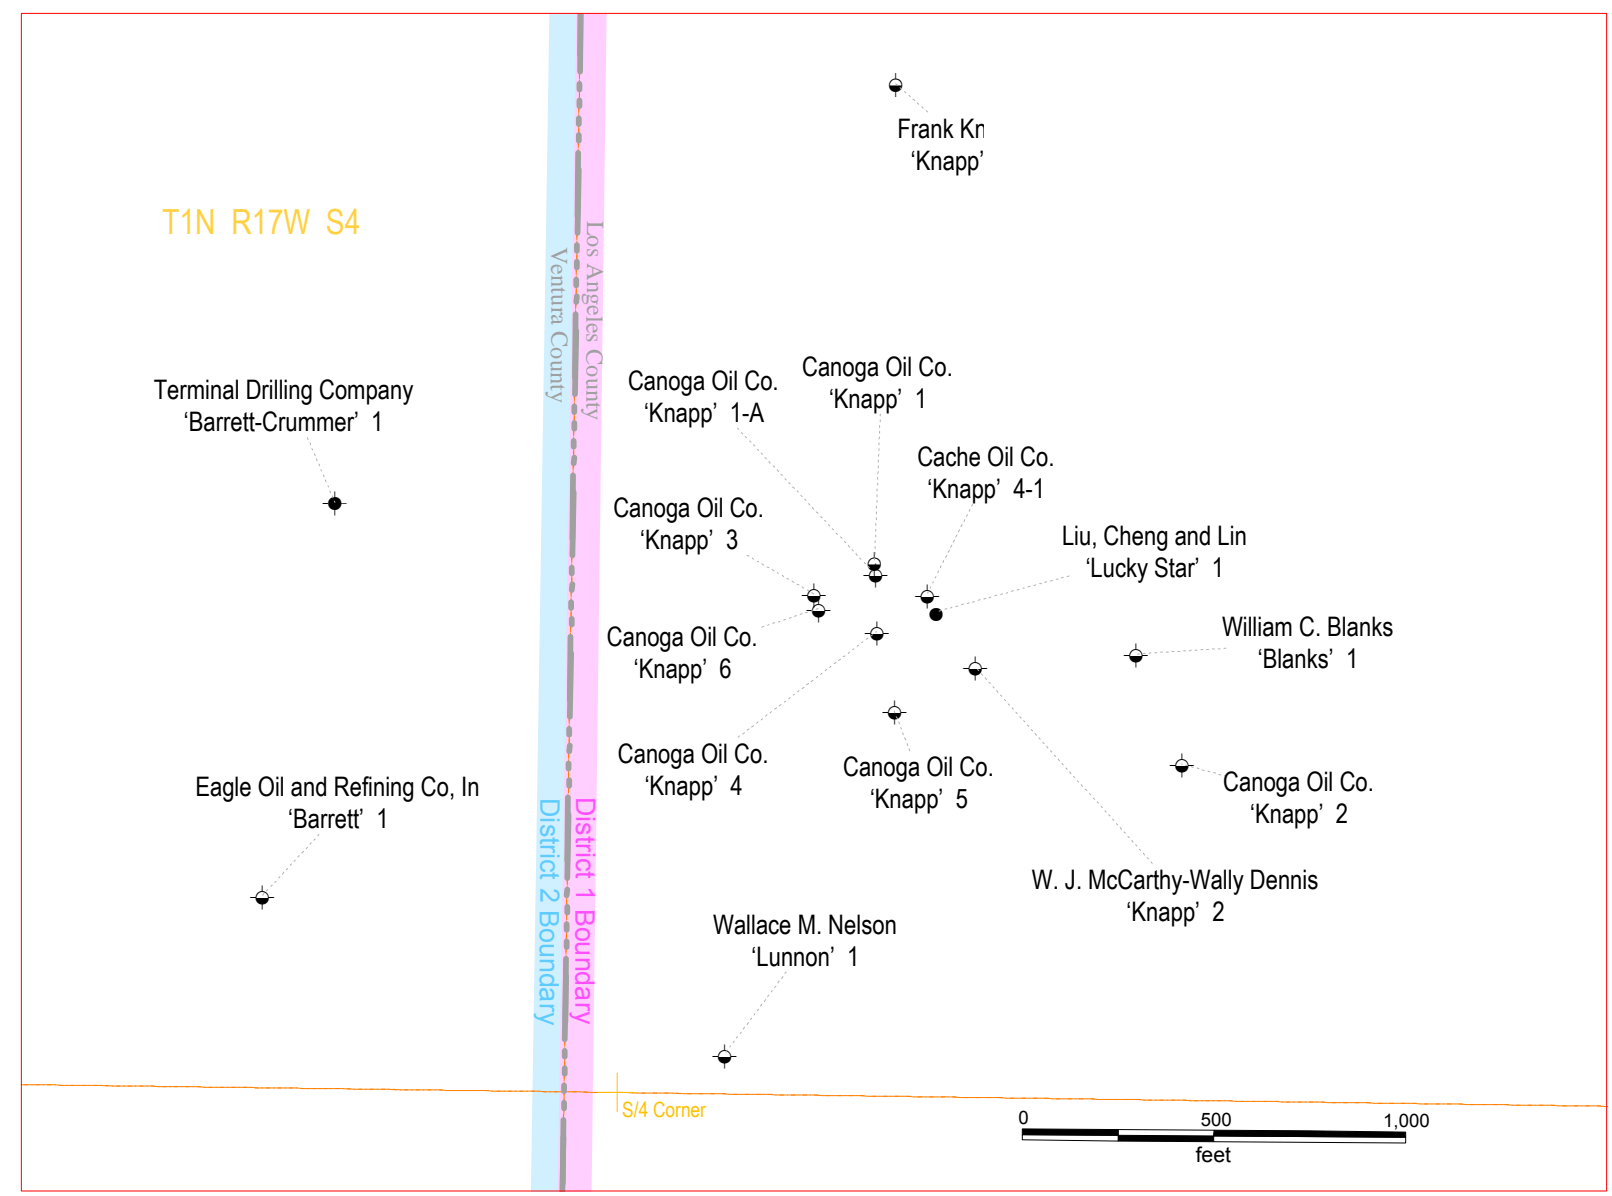 Frank Kn
‘Knapp’
T1N R17W S4
Los Angeles County
Ventura County
Canoga Oil Co.
‘Knapp’ 1
Canoga Oil Co.
‘Knapp’ 1-A
Terminal Drilling Company
‘Barrett-Crummer’ 1
Cache Oil Co.
‘Knapp’ 4-1
Canoga Oil Co.
‘Knapp’ 3
Liu, Cheng and Lin
‘Lucky Star’ 1
Canoga Oil Co.
‘Knapp’ 6
William C. Blanks
‘Blanks’ 1
Canoga Oil Co.
‘Knapp’ 4
Canoga Oil Co.
‘Knapp’ 5
Canoga Oil Co.
‘Knapp’ 2
Eagle Oil and Refining Co, In
‘Barrett’ 1
District 2 Boundary
District 1 Boundary
W. J. McCarthy-Wally Dennis
‘Knapp’ 2
Wallace M. Nelson
‘Lunnon’ 1
S/4 Corner
0 500 1,000
feet